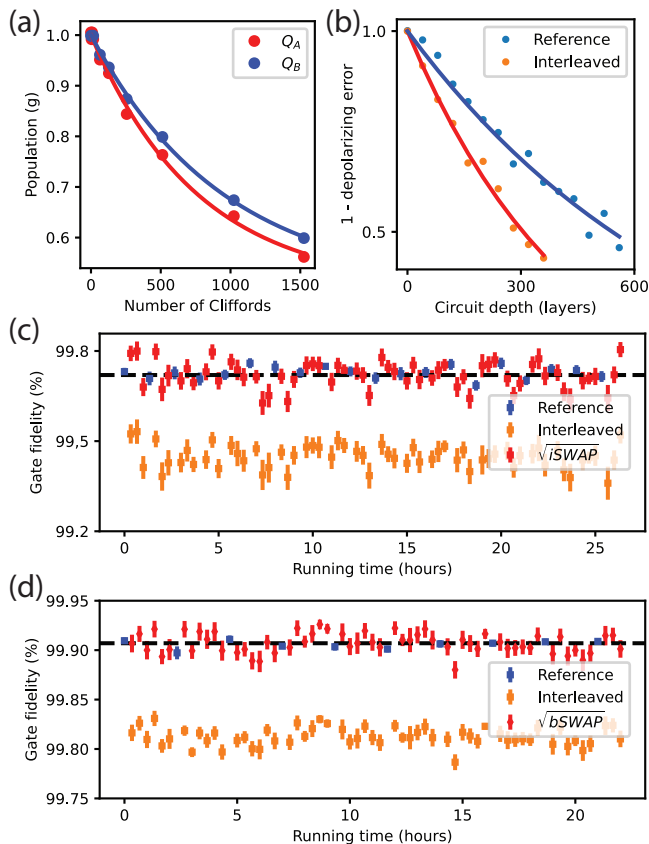 (a)
Population (g)
1.0
0.9
0.8
0.7
0.6
Q_A
Q_B
0
500
1000
1500
Number of Cliffords
(b)
1 - depolarizing error
1.0
0.5
Reference
Interleaved
0
300
600
Circuit depth (layers)
(c)
Gate fidelity (%)
99.8
99.5
99.2
Reference
Interleaved
√iSWAP
0
5
10
15
20
25
Running time (hours)
(d)
Gate fidelity (%)
99.95
99.90
99.85
99.80
99.75
Reference
Interleaved
√bSWAP
0
5
10
15
20
Running time (hours)